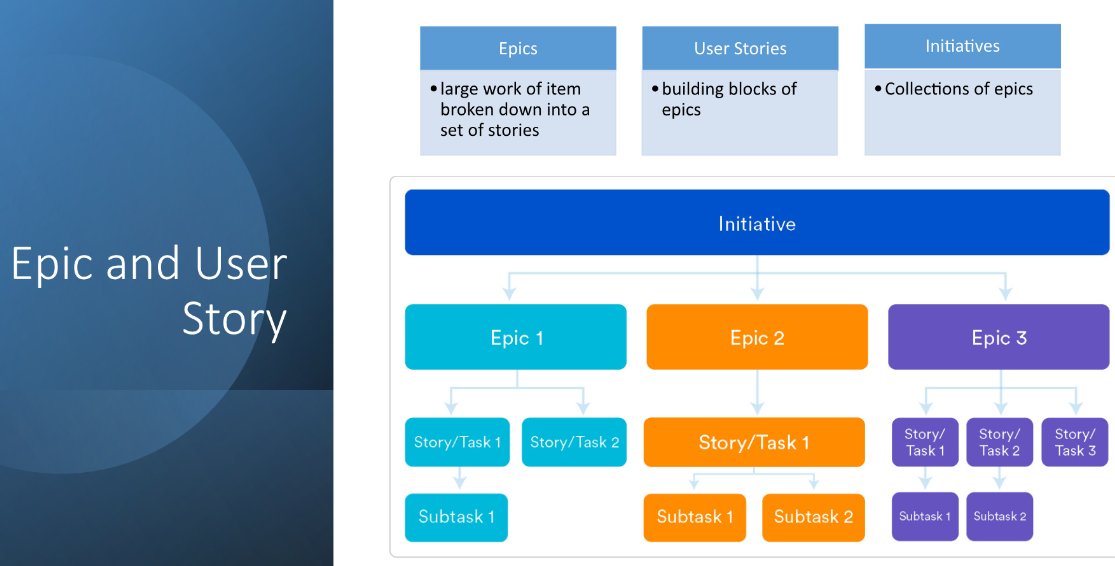 Epic and User
Story
Epics
•large work of item
broken down into a
set of stories
User Stories
•building blocks of
epics
Initiatives
•Collections of epics
Initiative
Epic 1
Epic 2
Epic 3
Story/Task 1
Story/Task 2
Story/Task 1
Story/
Task 1
Story/
Task 2
Story/
Task 3
Subtask 1
Subtask 1
Subtask 2
Subtask 1
Subtask 2